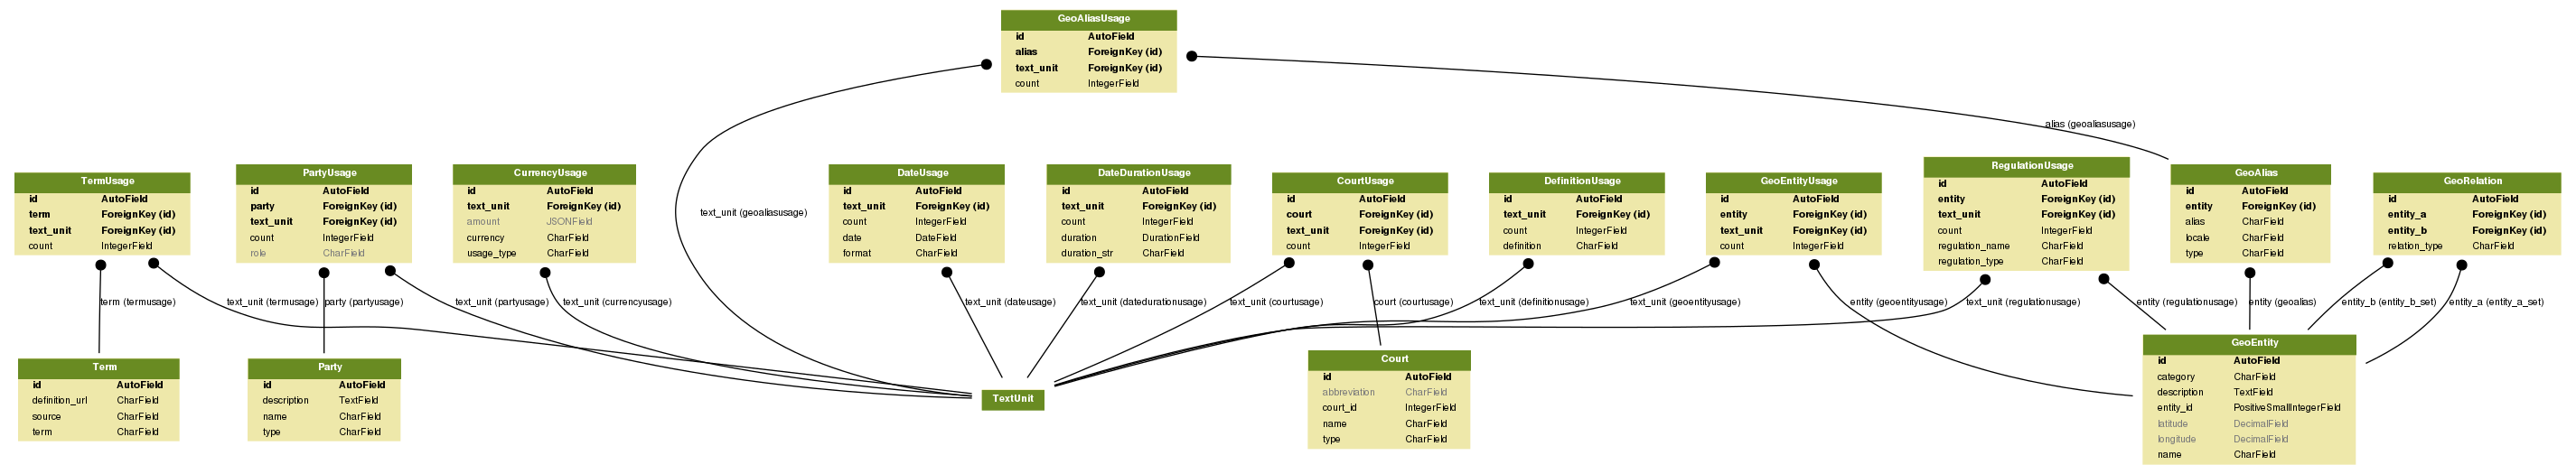 GeoAliasUsage
id AutoField
alias ForeignKey (id)
text_unit ForeignKey (id)
count IntegerField
alias (geoaliasusage)
text_unit (geoaliasusage)
TermUsage
id AutoField
term ForeignKey (id)
text_unit ForeignKey (id)
count IntegerField
PartyUsage
id AutoField
party ForeignKey (id)
text_unit ForeignKey (id)
count IntegerField
role CharField
CurrencyUsage
id AutoField
text_unit ForeignKey (id)
amount JSONField
currency CharField
usage_type CharField
DateUsage
id AutoField
text_unit ForeignKey (id)
count IntegerField
date DateField
format CharField
DateDurationUsage
id AutoField
text_unit ForeignKey (id)
count IntegerField
duration DurationField
duration_str CharField
CourtUsage
id AutoField
court ForeignKey (id)
text_unit ForeignKey (id)
count IntegerField
DefinitionUsage
id AutoField
text_unit ForeignKey (id)
count IntegerField
definition CharField
GeoEntityUsage
id AutoField
entity ForeignKey (id)
text_unit ForeignKey (id)
count IntegerField
RegulationUsage
id AutoField
entity ForeignKey (id)
text_unit ForeignKey (id)
count IntegerField
regulation_name CharField
regulation_type CharField
GeoAlias
id AutoField
entity ForeignKey (id)
alias CharField
locale CharField
type CharField
GeoRelation
id AutoField
entity_a ForeignKey (id)
entity_b ForeignKey (id)
relation_type CharField
term (termusage)
text_unit (termusage)
party (partyusage)
text_unit (partyusage)
text_unit (currencyusage)
text_unit (dateusage)
text_unit (datedurationusage)
text_unit (courtusage)
court (courtusage)
text_unit (definitionusage)
text_unit (geoentityusage)
entity (geoentityusage)
text_unit (regulationusage)
entity (regulationusage)
entity (geoalias)
entity_b (entity_b_set)
entity_a (entity_a_set)
Term
id AutoField
definition_url CharField
source CharField
term CharField
Party
id AutoField
description TextField
name CharField
type CharField
TextUnit
Court
id AutoField
abbreviation CharField
court_id IntegerField
name CharField
type CharField
GeoEntity
id AutoField
category CharField
description TextField
entity_id PositiveSmallIntegerField
latitude DecimalField
longitude DecimalField
name CharField